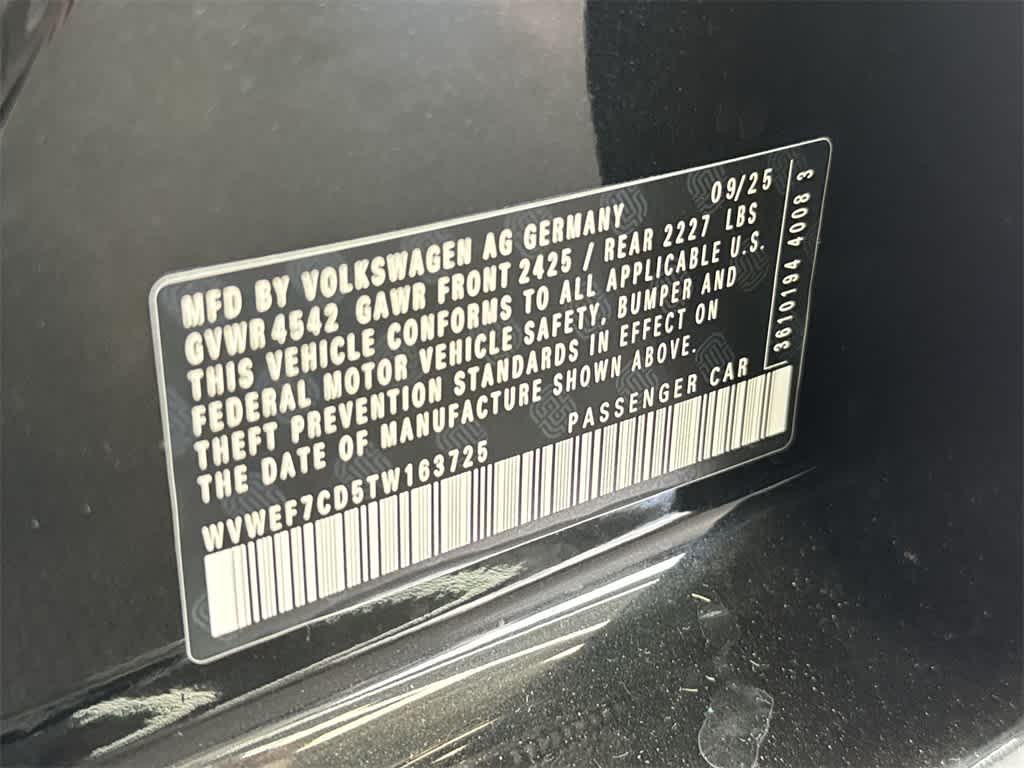 09/25
MFD BY VOLKSWAGEN AG GERMANY
GVWR 4542 GAWR FRONT 2425 / REAR 2227 LBS
THIS VEHICLE CONFORMS TO ALL APPLICABLE U.S.
FEDERAL MOTOR VEHICLE SAFETY, BUMPER AND
THEFT PREVENTION STANDARDS IN EFFECT ON
THE DATE OF MANUFACTURE SHOWN ABOVE.
WVWEF7CD5TW163725 PASSENGER CAR
3610194 4008 3